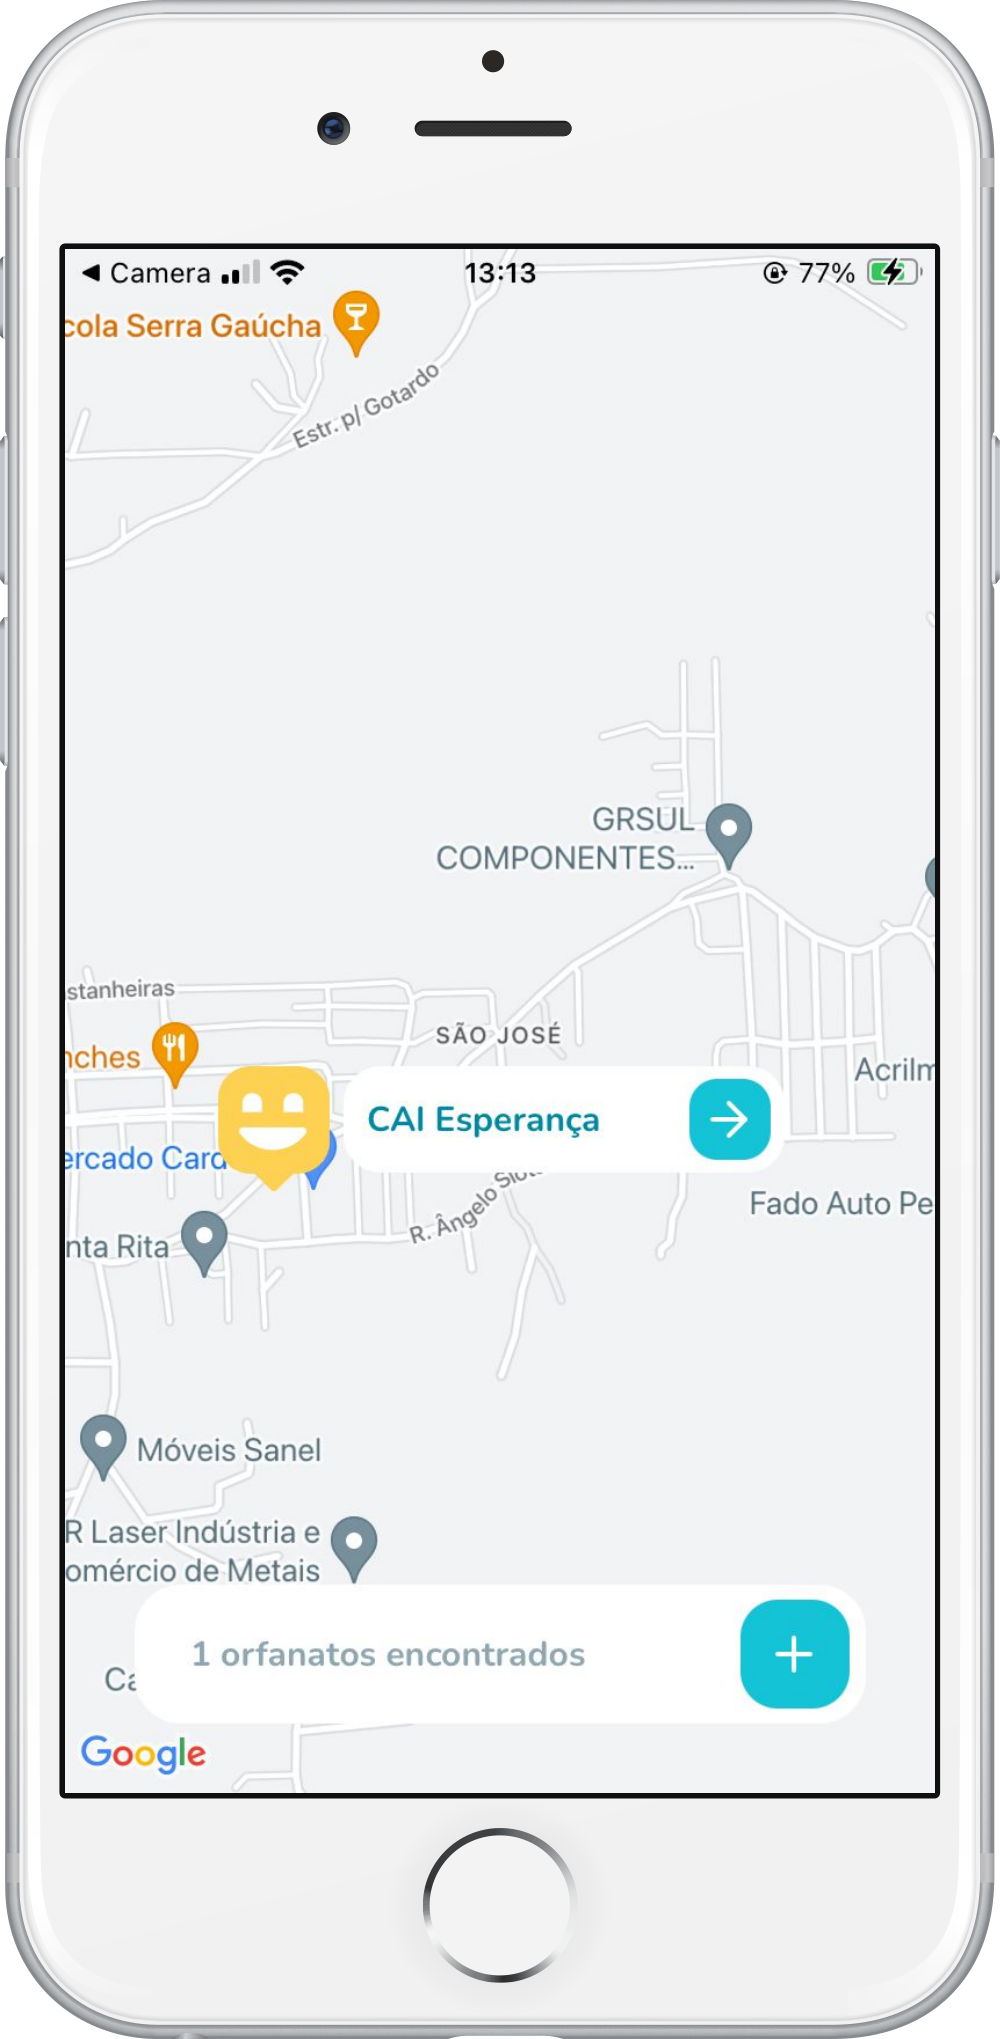 Camera
13:13
77%
cola Serra Gaúcha
Estr. p/ Gotardo
GRSUL
COMPONENTES...
stanheiras
SÃO JOSÉ
nches
Acrilm
CAI Esperança
ercado Card
R. Ângelo
Fado Auto Pe
nta Rita
Móveis Sanel
R Laser Indústria e
omércio de Metais
1 orfanatos encontrados
Ca
Google